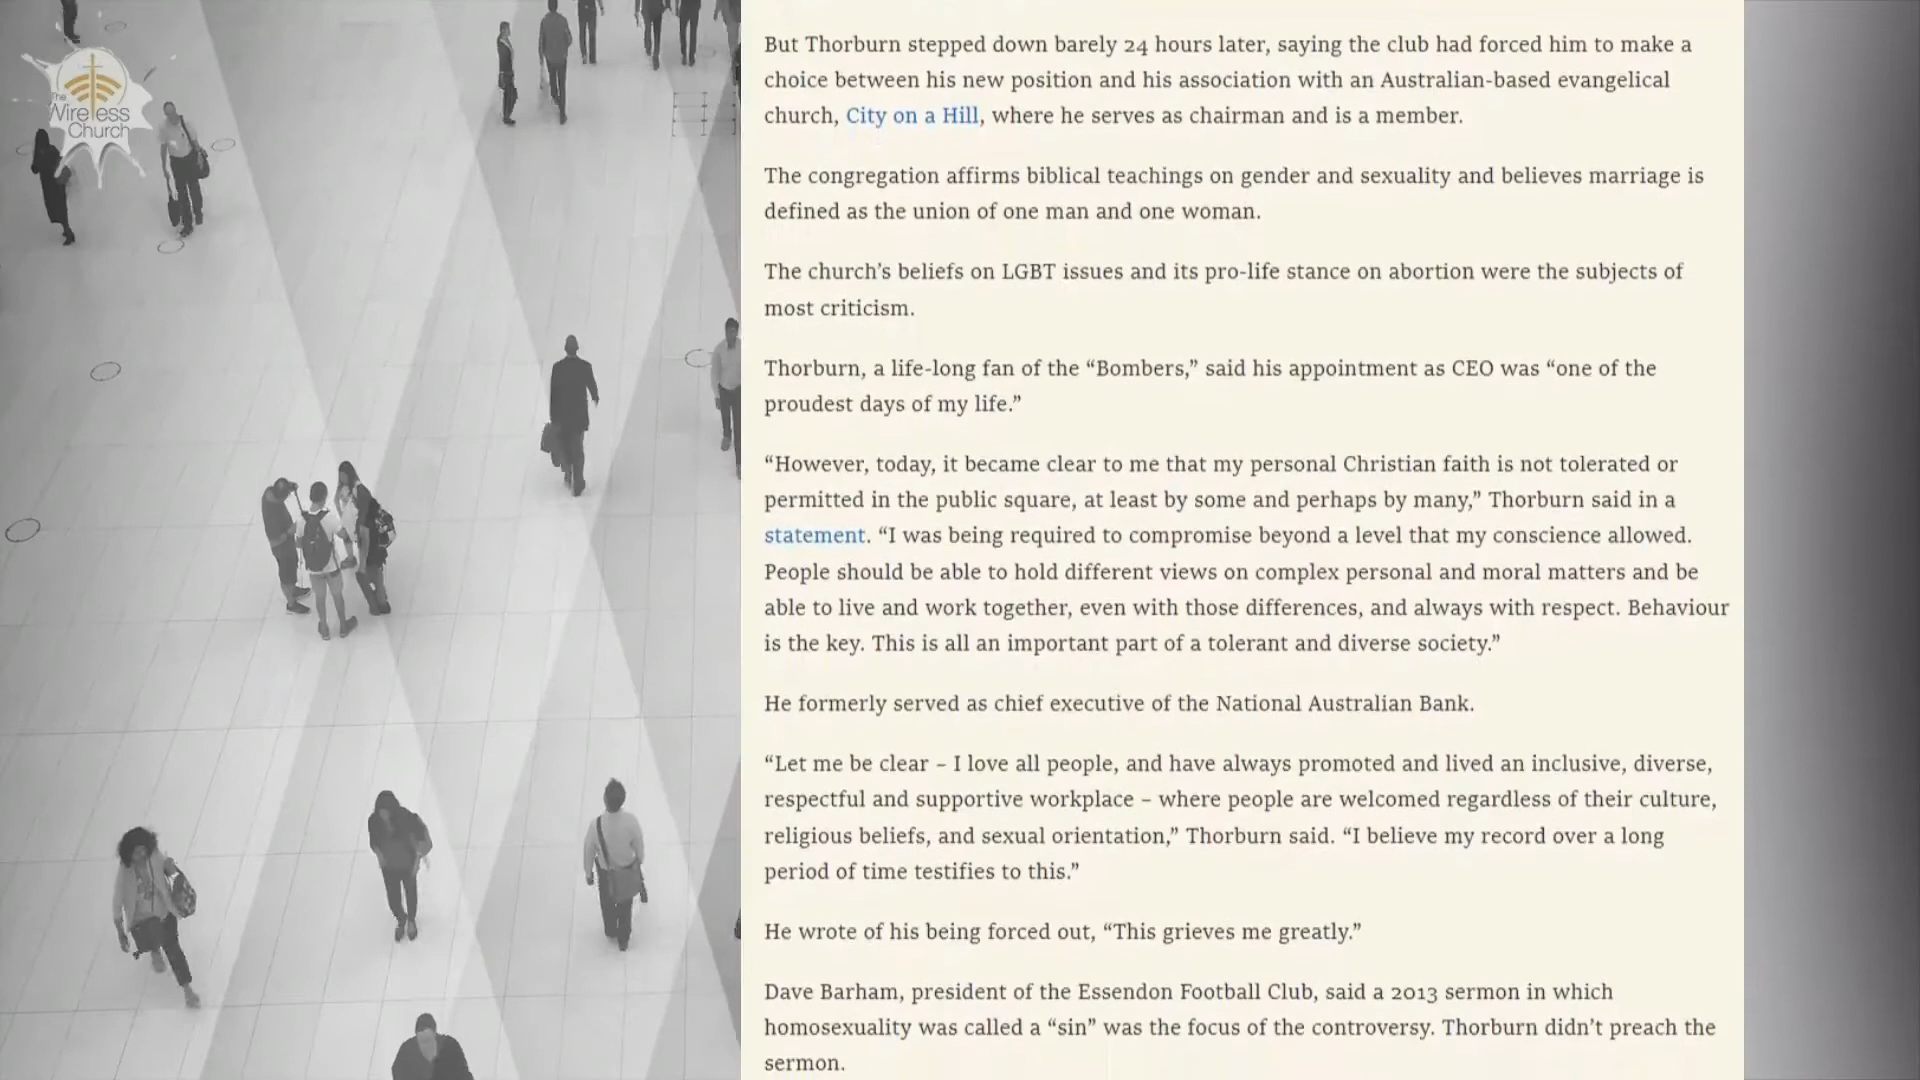 The
Wireless
Church
But Thorburn stepped down barely 24 hours later, saying the club had forced him to make a
choice between his new position and his association with an Australian-based evangelical
church, City on a Hill, where he serves as chairman and is a member.
The congregation affirms biblical teachings on gender and sexuality and believes marriage is
defined as the union of one man and one woman.
The church’s beliefs on LGBT issues and its pro-life stance on abortion were the subjects of
most criticism.
Thorburn, a life-long fan of the “Bombers,” said his appointment as CEO was “one of the
proudest days of my life.”
“However, today, it became clear to me that my personal Christian faith is not tolerated or
permitted in the public square, at least by some and perhaps by many,” Thorburn said in a
statement. “I was being required to compromise beyond a level that my conscience allowed.
People should be able to hold different views on complex personal and moral matters and be
able to live and work together, even with those differences, and always with respect. Behaviour
is the key. This is all an important part of a tolerant and diverse society.”
He formerly served as chief executive of the National Australian Bank.
“Let me be clear – I love all people, and have always promoted and lived an inclusive, diverse,
respectful and supportive workplace – where people are welcomed regardless of their culture,
religious beliefs, and sexual orientation,” Thorburn said. “I believe my record over a long
period of time testifies to this.”
He wrote of his being forced out, “This grieves me greatly.”
Dave Barham, president of the Essendon Football Club, said a 2013 sermon in which
homosexuality was called a “sin” was the focus of the controversy. Thorburn didn’t preach the
sermon.